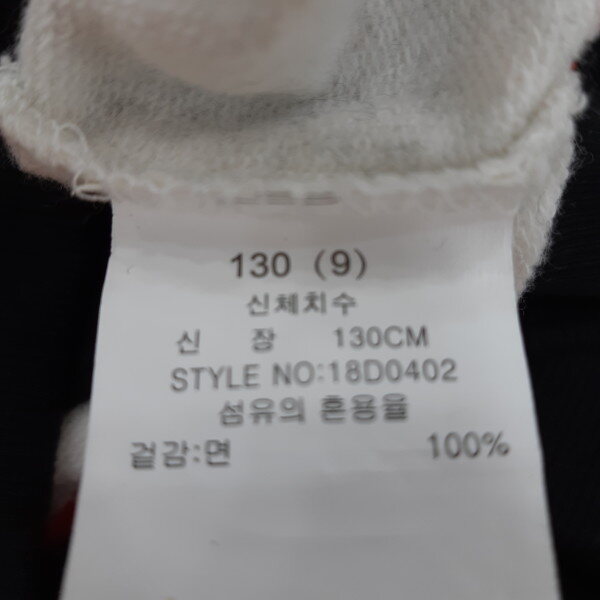 130 (9)
신체치수
신 장 130CM
STYLE NO:18D0402
섬유의 혼용율
겉감:면 100%